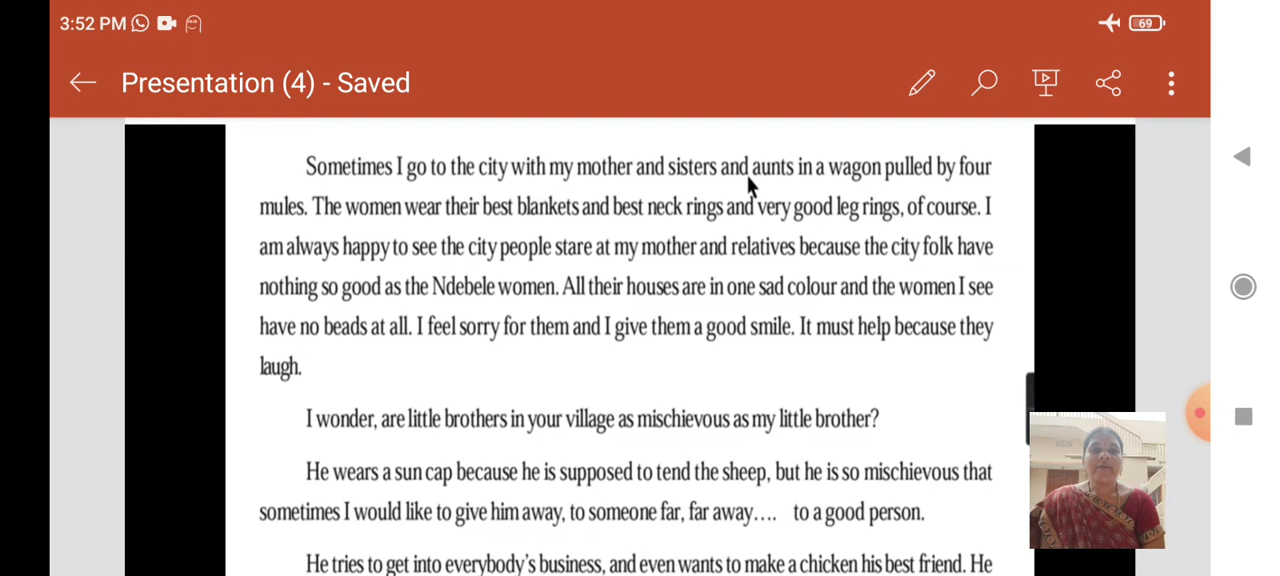 3:52 PM
69
Presentation (4) - Saved
Sometimes I go to the city with my mother and sisters and aunts in a wagon pulled by four
mules. The women wear their best blankets and best neck rings and very good leg rings, of course. I
am always happy to see the city people stare at my mother and relatives because the city folk have
nothing so good as the Ndebele women. All their houses are in one sad colour and the women I see
have no beads at all. I feel sorry for them and I give them a good smile. It must help because they
laugh.
I wonder, are little brothers in your village as mischievous as my little brother?
He wears a sun cap because he is supposed to tend the sheep, but he is so mischievous that
sometimes I would like to give him away, to someone far, far away…. to a good person.
He tries to get into everybody's business, and even wants to make a chicken his best friend. He